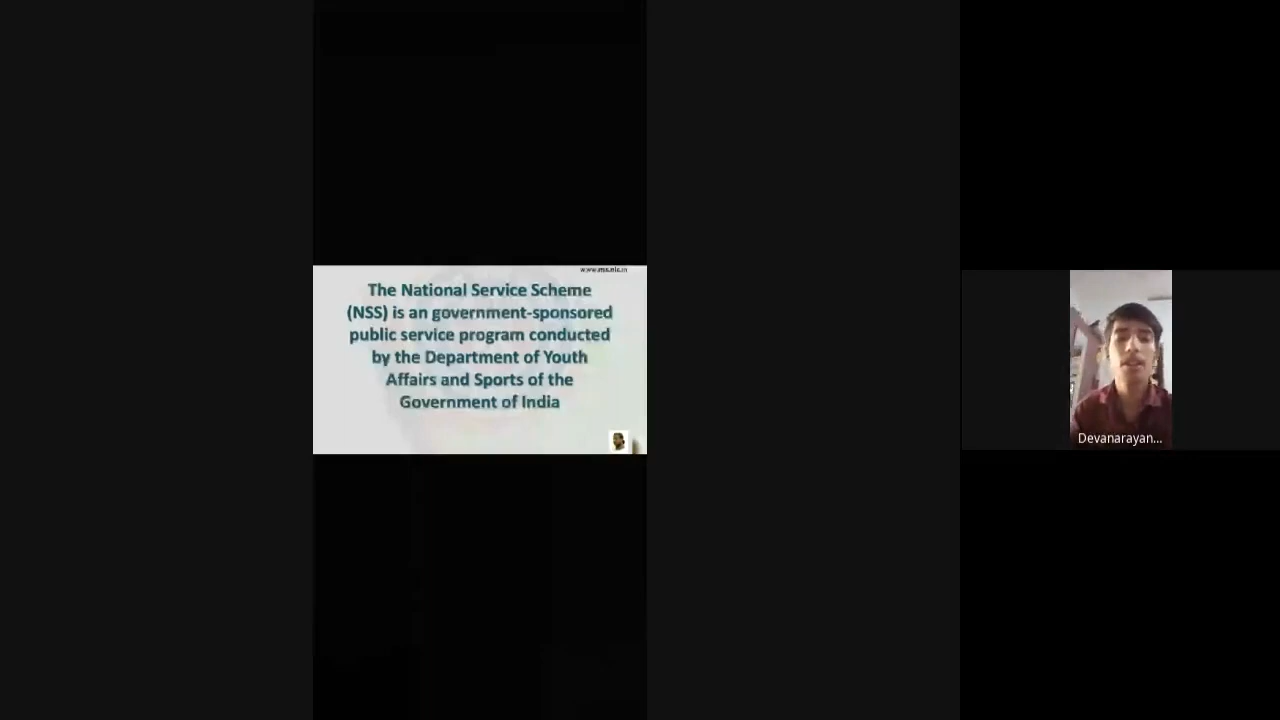 The National Service Scheme
(NSS) is an government-sponsored
public service program conducted
by the Department of Youth
Affairs and Sports of the
Government of India
Devanarayan...